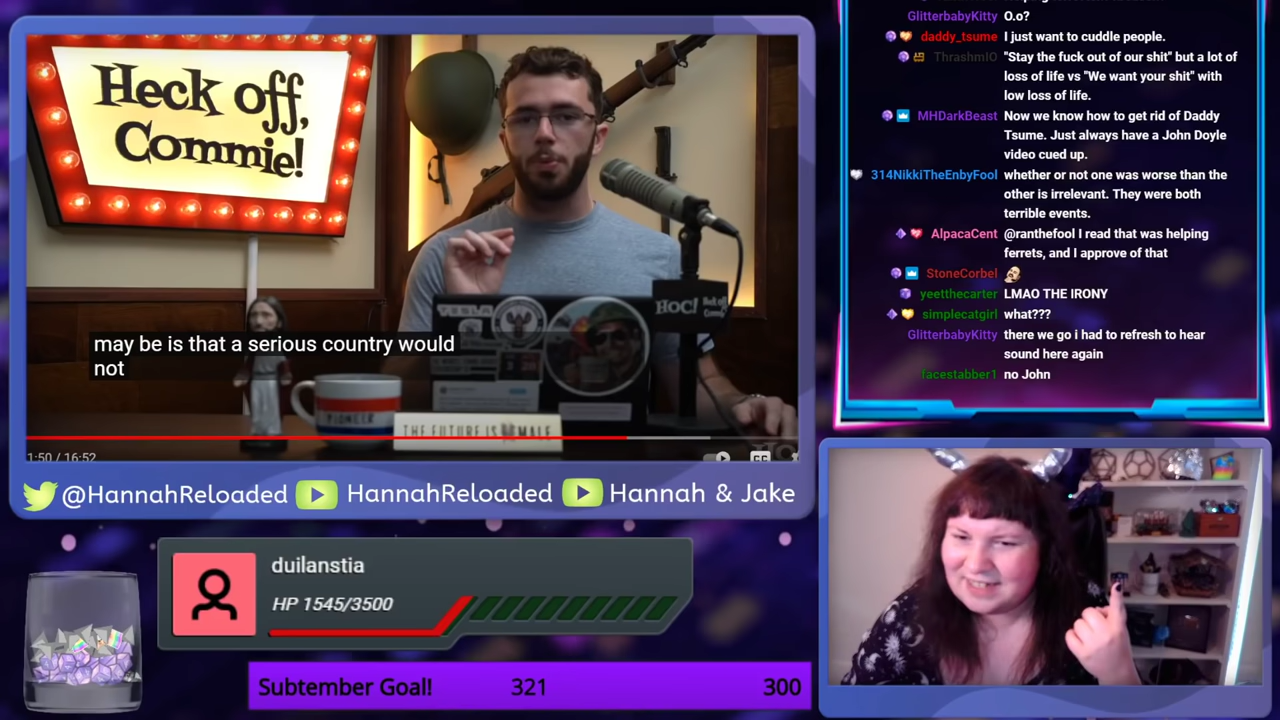 Heck off,
Commie!
TESLA
HOC!
may be is that a serious country would
not
PIONEER
THE FUTURE IS MALE
1:50 / 16:52
CC
@HannahReloaded HannahReloaded Hannah & Jake
duilanstia
HP 1545/3500
Subtember Goal! 321 300
GlitterbabyKitty O.o?
daddy_tsume I just want to cuddle people.
ThrashmIO "Stay the fuck out of our shit" but a lot of
loss of life vs "We want your shit" with
low loss of life.
MHDarkBeast Now we know how to get rid of Daddy
Tsume. Just always have a John Doyle
video cued up.
314NikkiTheEnbyFool whether or not one was worse than the
other is irrelevant. They were both
terrible events.
AlpacaCent @ranthefool I read that was helping
ferrets, and I approve of that
StoneCorbel
yeetthecarter LMAO THE IRONY
simplecatgirl what???
GlitterbabyKitty there we go i had to refresh to hear
sound here again
facestabber1 no John